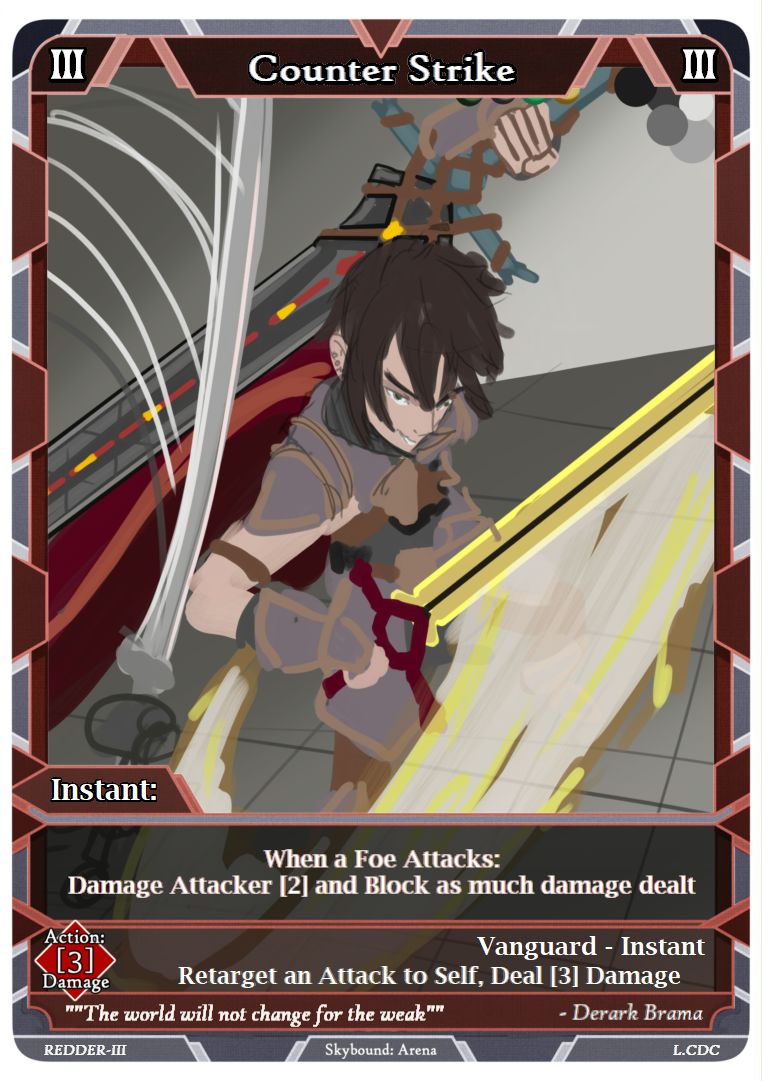 III Counter Strike III
Instant:
When a Foe Attacks:
Damage Attacker [2] and Block as much damage dealt
Action:
[3]
Damage
Vanguard - Instant
Retarget an Attack to Self, Deal [3] Damage
""The world will not change for the weak"" - Derark Brama
REDDER-III Skybound: Arena L.CDC